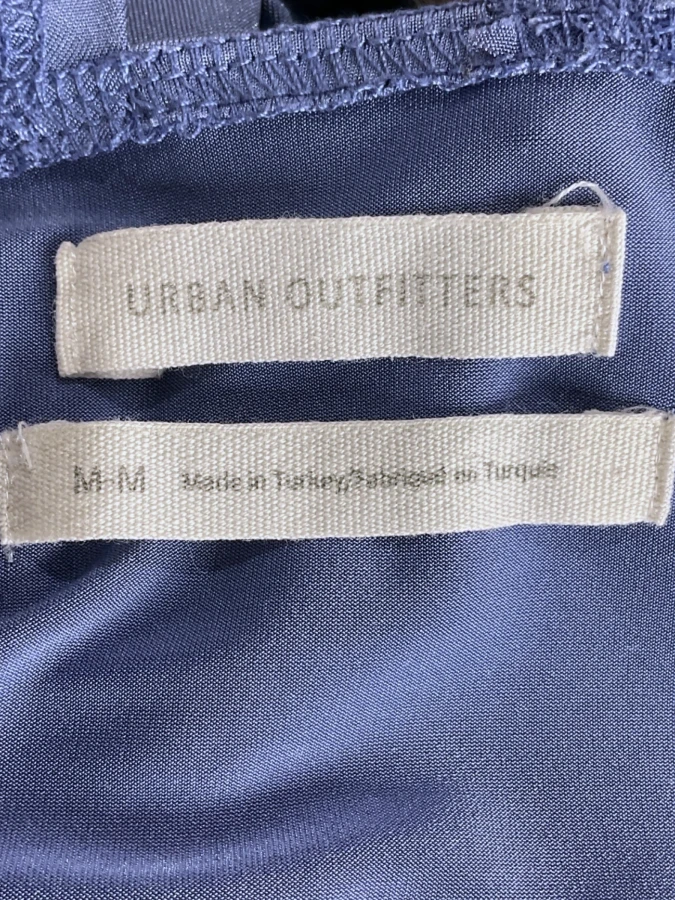 URBAN OUTFITTERS
M-M Made in Turkey/Fabriqué en Turquie